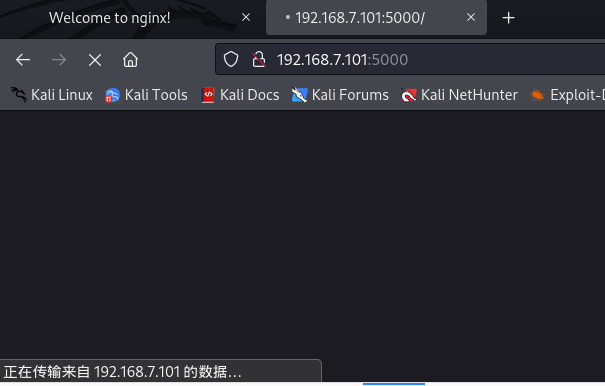 Welcome to nginx!
192.168.7.101:5000/
192.168.7.101:5000
Kali Linux Kali Tools Kali Docs Kali Forums Kali NetHunter Exploit-D
正在传输来自 192.168.7.101 的数据…